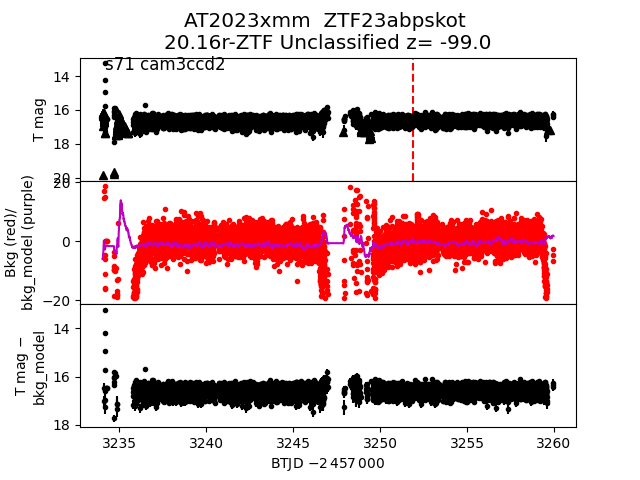 AT2023xmm ZTF23abpskot
20.16r-ZTF Unclassified z= -99.0
s71 cam3ccd2
T mag
14
16
18
20
Bkg (red)/
bkg_model (purple)
20
0
−20
T mag −
bkg_model
14
16
18
3235
3240
3245
3250
3255
3260
BTJD −2 457 000